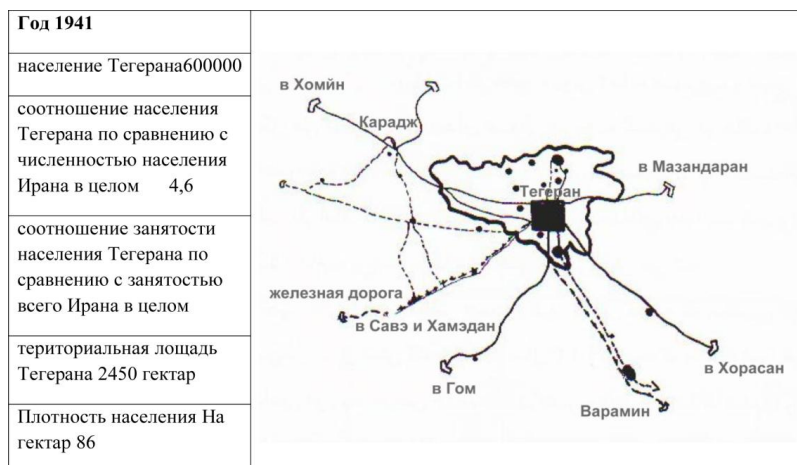 Год 1941
население Тегерана600000
соотношение населения
Тегерана по сравнению с
численностью населения
Ирана в целом 4,6
соотношение занятости
населения Тегерана по
сравнению с занятостью
всего Ирана в целом
териториальная лощадь
Тегерана 2450 гектар
Плотность населения На
гектар 86
в Хомйн
Карадж
в Мазандаран
Тегеран
железная дорога
в Савэ и Хамэдан
в Гом
в Хорасан
Варамин